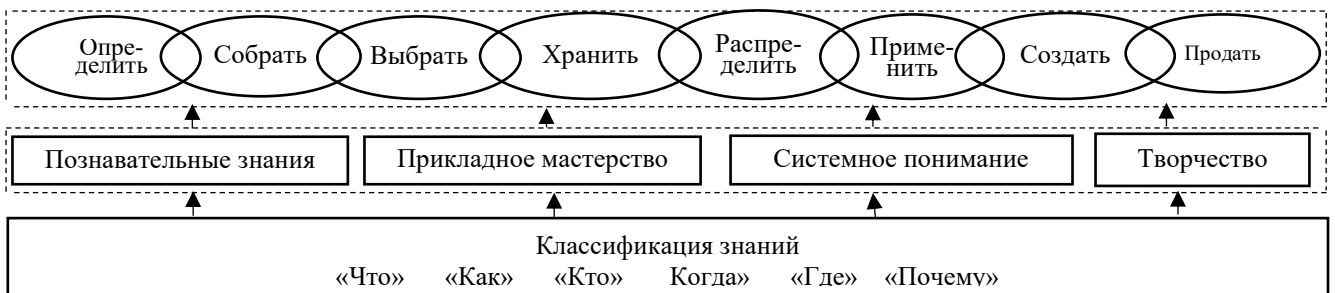 Опре-
делить
Собрать
Выбрать
Хранить
Распре-
делить
Приме-
нить
Создать
Продать
Познавательные знания
Прикладное мастерство
Системное понимание
Творчество
Классификация знаний
«Что» «Как» «Кто» Когда» «Где» «Почему»